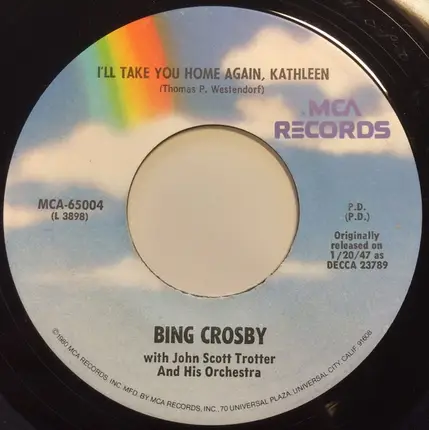 I'LL TAKE YOU HOME AGAIN, KATHLEEN
(Thomas P. Westendorf)
MCA
RECORDS
MCA-65004
(L 3898)
P.D.
(P.D.)
Originally
released on
1/20/47 as
DECCA 23789
BING CROSBY
with John Scott Trotter
And His Orchestra
©1980 MCA RECORDS, INC. MFD. BY MCA RECORDS, INC., 70 UNIVERSAL PLAZA, UNIVERSAL CITY, CALIF. 91608